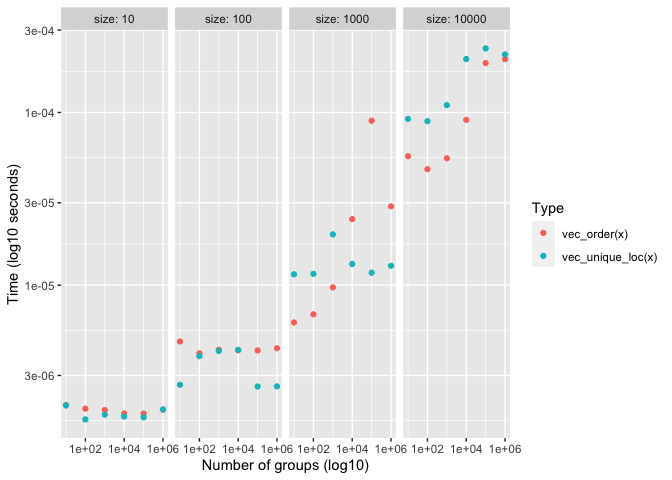 size: 10
size: 100
size: 1000
size: 10000
3e-04
1e-04
3e-05
1e-05
3e-06
Time (log10 seconds)
1e+02 1e+04 1e+06
1e+02 1e+04 1e+06
1e+02 1e+04 1e+06
1e+02 1e+04 1e+06
Number of groups (log10)
Type
vec_order(x)
vec_unique_loc(x)